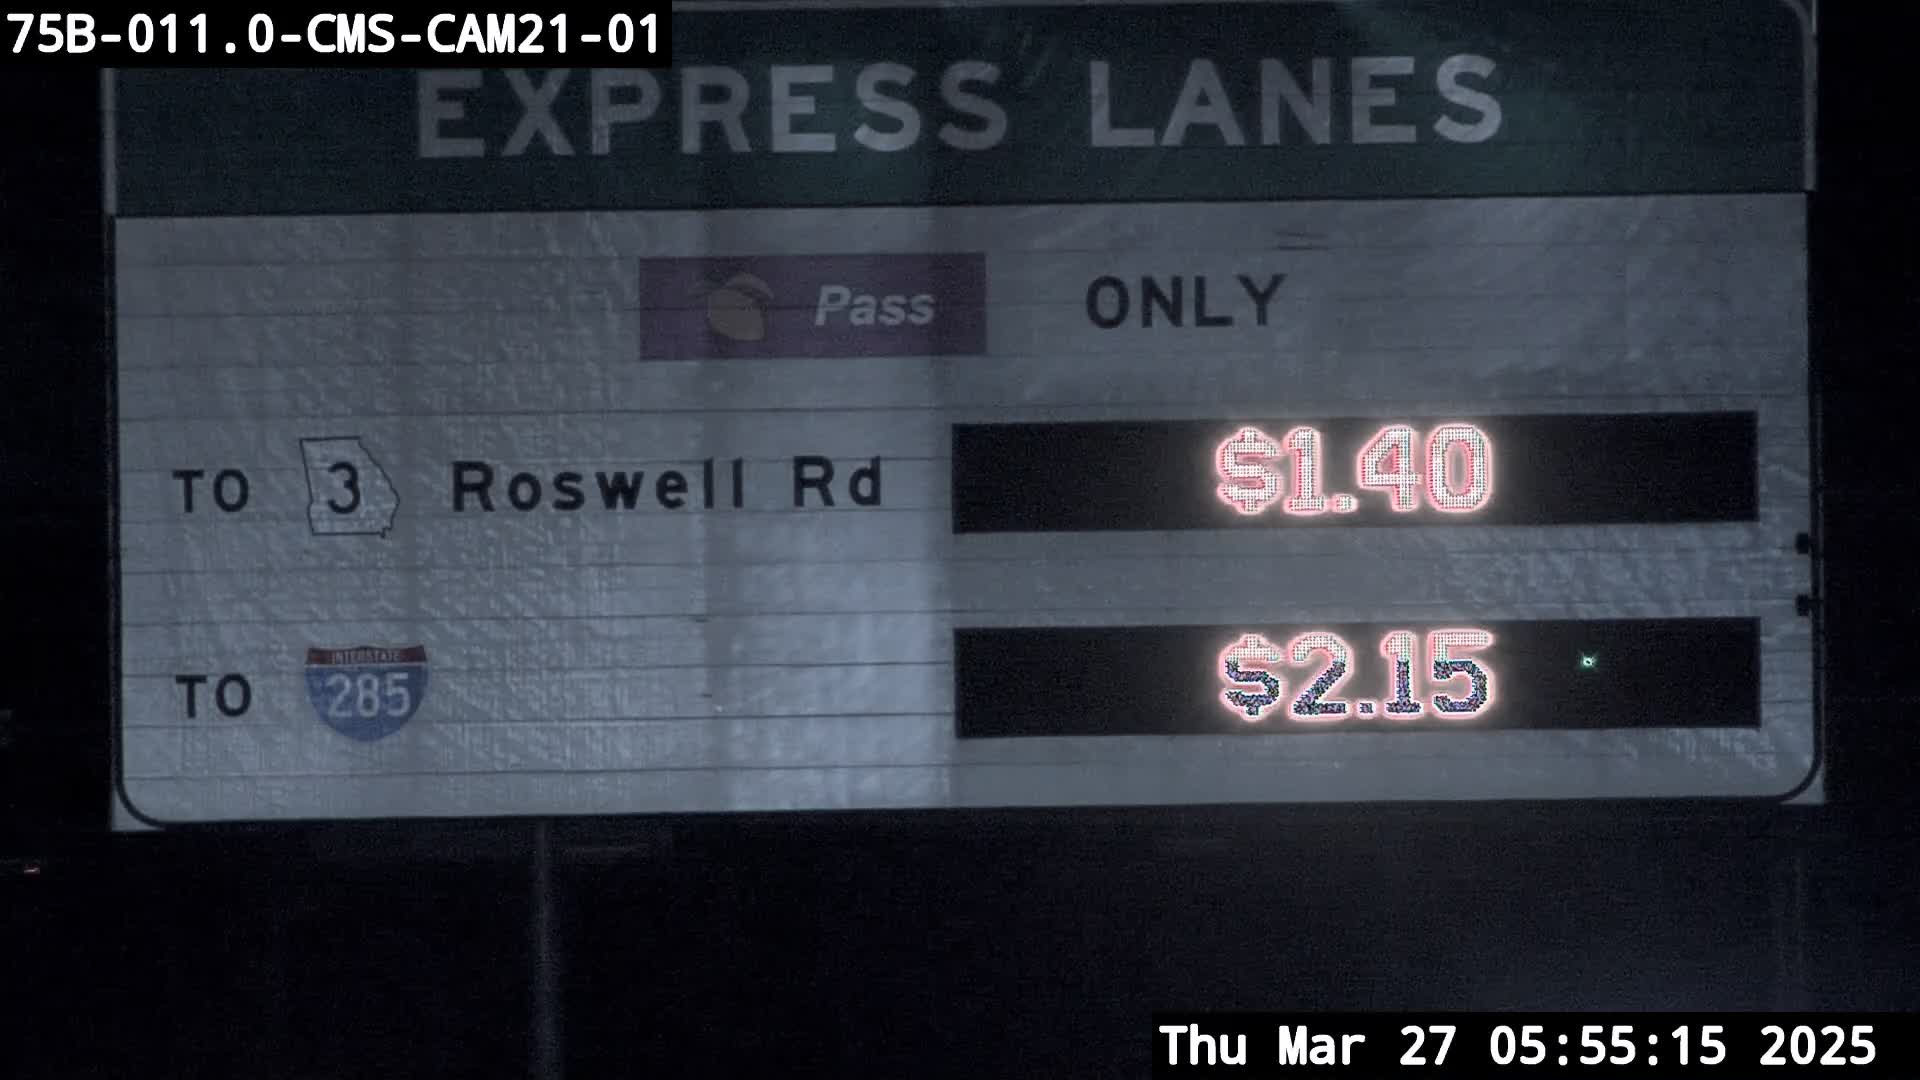 75B-011.0-CMS-CAM21-01
EXPRESS LANES
Pass ONLY
TO 3 Roswell Rd $1.40
INTERSTATE
TO 285 $2.15
Thu Mar 27 05:55:15 2025